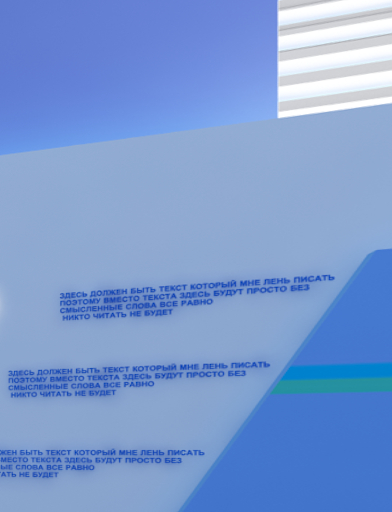 ЗДЕСЬ ДОЛЖЕН БЫТЬ ТЕКСТ КОТОРЫЙ МНЕ ЛЕНЬ ПИСАТЬ
ПОЭТОМУ ВМЕСТО ТЕКСТА ЗДЕСЬ БУДУТ ПРОСТО БЕЗ
СМЫСЛЕННЫЕ СЛОВА ВСЕ РАВНО
НИКТО ЧИТАТЬ НЕ БУДЕТ
ЗДЕСЬ ДОЛЖЕН БЫТЬ ТЕКСТ КОТОРЫЙ МНЕ ЛЕНЬ ПИСАТЬ
ПОЭТОМУ ВМЕСТО ТЕКСТА ЗДЕСЬ БУДУТ ПРОСТО БЕЗ
СМЫСЛЕННЫЕ СЛОВА ВСЕ РАВНО
НИКТО ЧИТАТЬ НЕ БУДЕТ
ЖЕН БЫТЬ ТЕКСТ КОТОРЫЙ МНЕ ЛЕНЬ ПИСАТЬ
МЕСТО ТЕКСТА ЗДЕСЬ БУДУТ ПРОСТО БЕЗ
ЫЕ СЛОВА ВСЕ РАВНО
ТАТЬ НЕ БУДЕТ